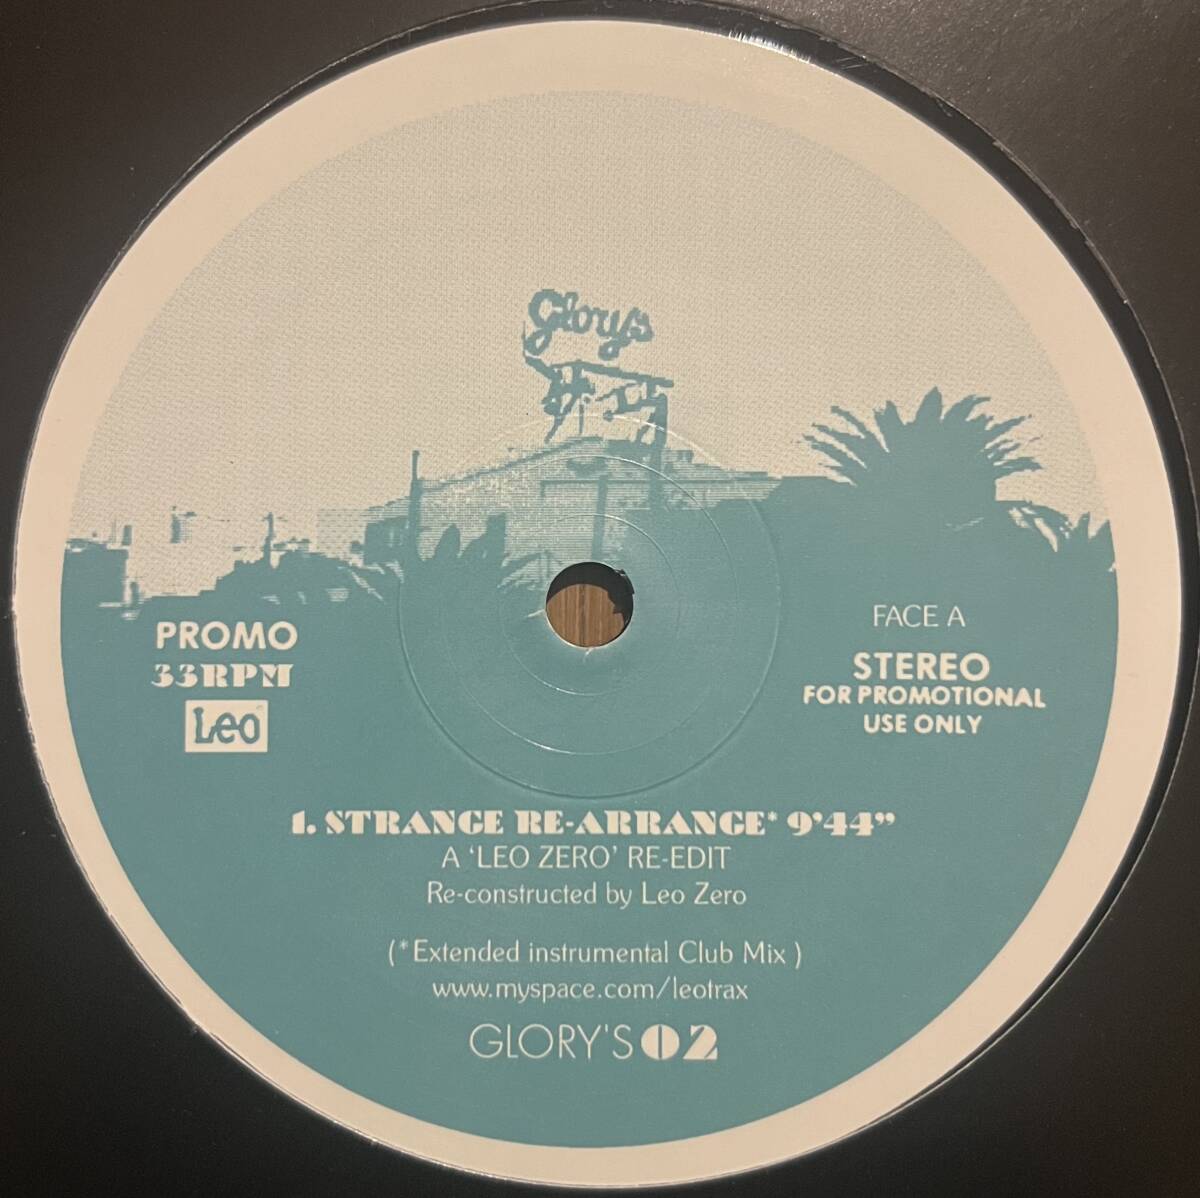 Glorys
PROMO
33RPM
Leo
FACE A
STEREO
FOR PROMOTIONAL
USE ONLY
1. STRANGE RE-ARRANGE* 9'44”
A ‘LEO ZERO’ RE-EDIT
Re-constructed by Leo Zero
(*Extended instrumental Club Mix )
www.myspace.com/leotrax
GLORY'S 02